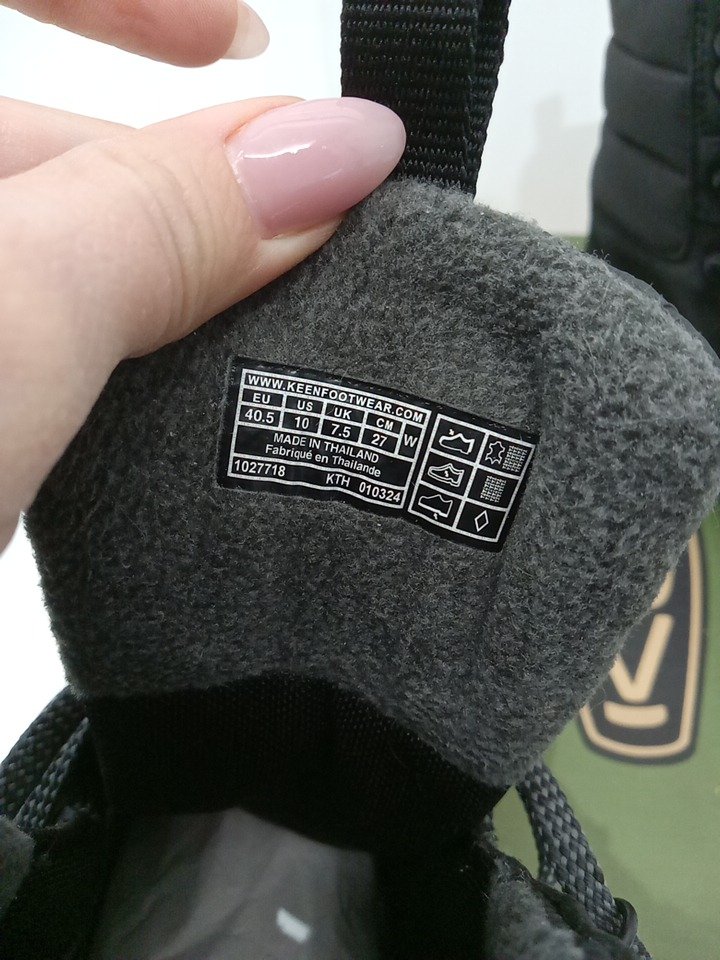 WWW.KEENFOOTWEAR.COM
EU US UK CM
40.5 10 7.5 27 W
MADE IN THAILAND
Fabriqué en Thaïlande
1027718 KTH 010324